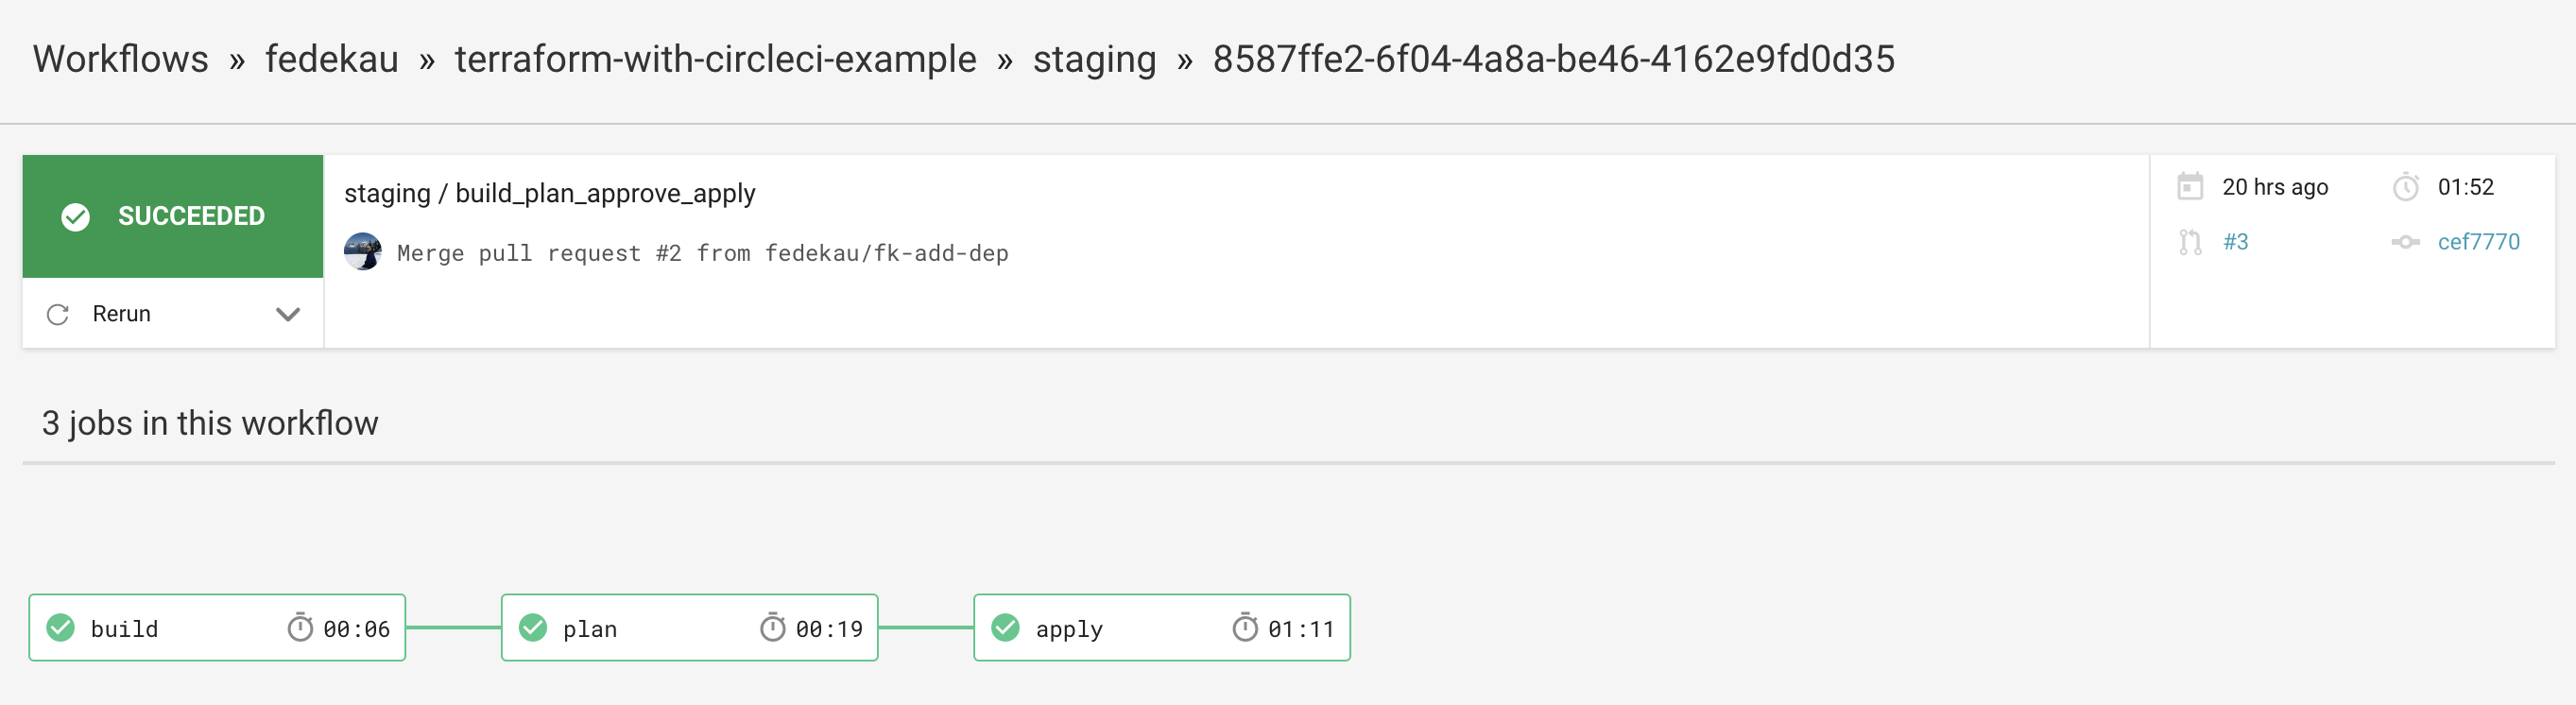 Workflows » fedekau » terraform-with-circleci-example » staging » 8587ffe2-6f04-4a8a-be46-4162e9fd0d35
SUCCEEDED
Rerun
staging / build_plan_approve_apply
Merge pull request #2 from fedekau/fk-add-dep
20 hrs ago 01:52
#3 cef7770
3 jobs in this workflow
build 00:06 plan 00:19 apply 01:11